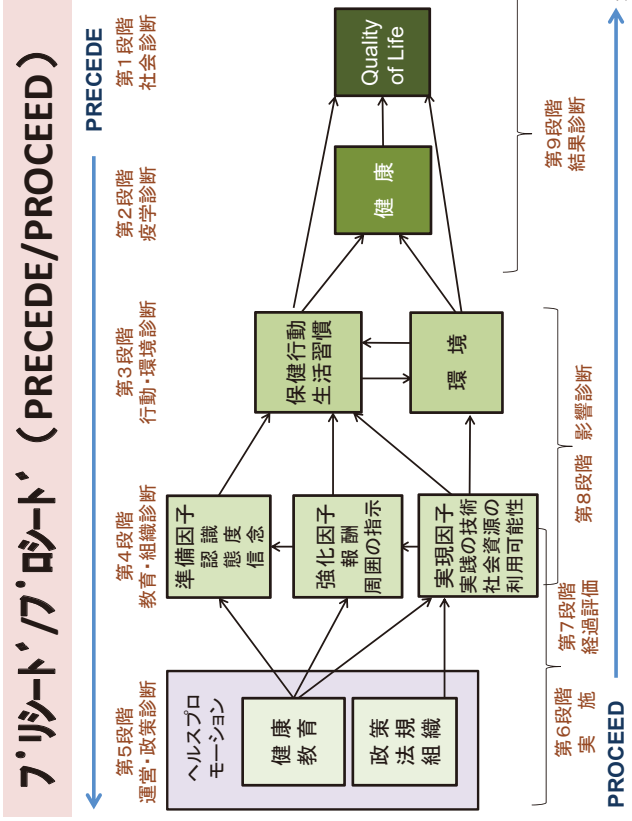 プリシード/プロシード（PRECEDE/PROCEED）
PRECEDE
第5段階
運営・政策診断
第4段階
教育・組織診断
第3段階
行動・環境診断
第2段階
疫学診断
第1段階
社会診断
ヘルスプロ
モーション
健康
教育
政策
法規
組織
準備因子
認識
態度
信念
強化因子
報酬
周囲の指示
実現因子
実践の技術
社会資源の
利用可能性
保健行動
生活習慣
環境
健康
Quality
of Life
第6段階
実施
第7段階
経過評価
第8段階
影響診断
第9段階
結果診断
PROCEED